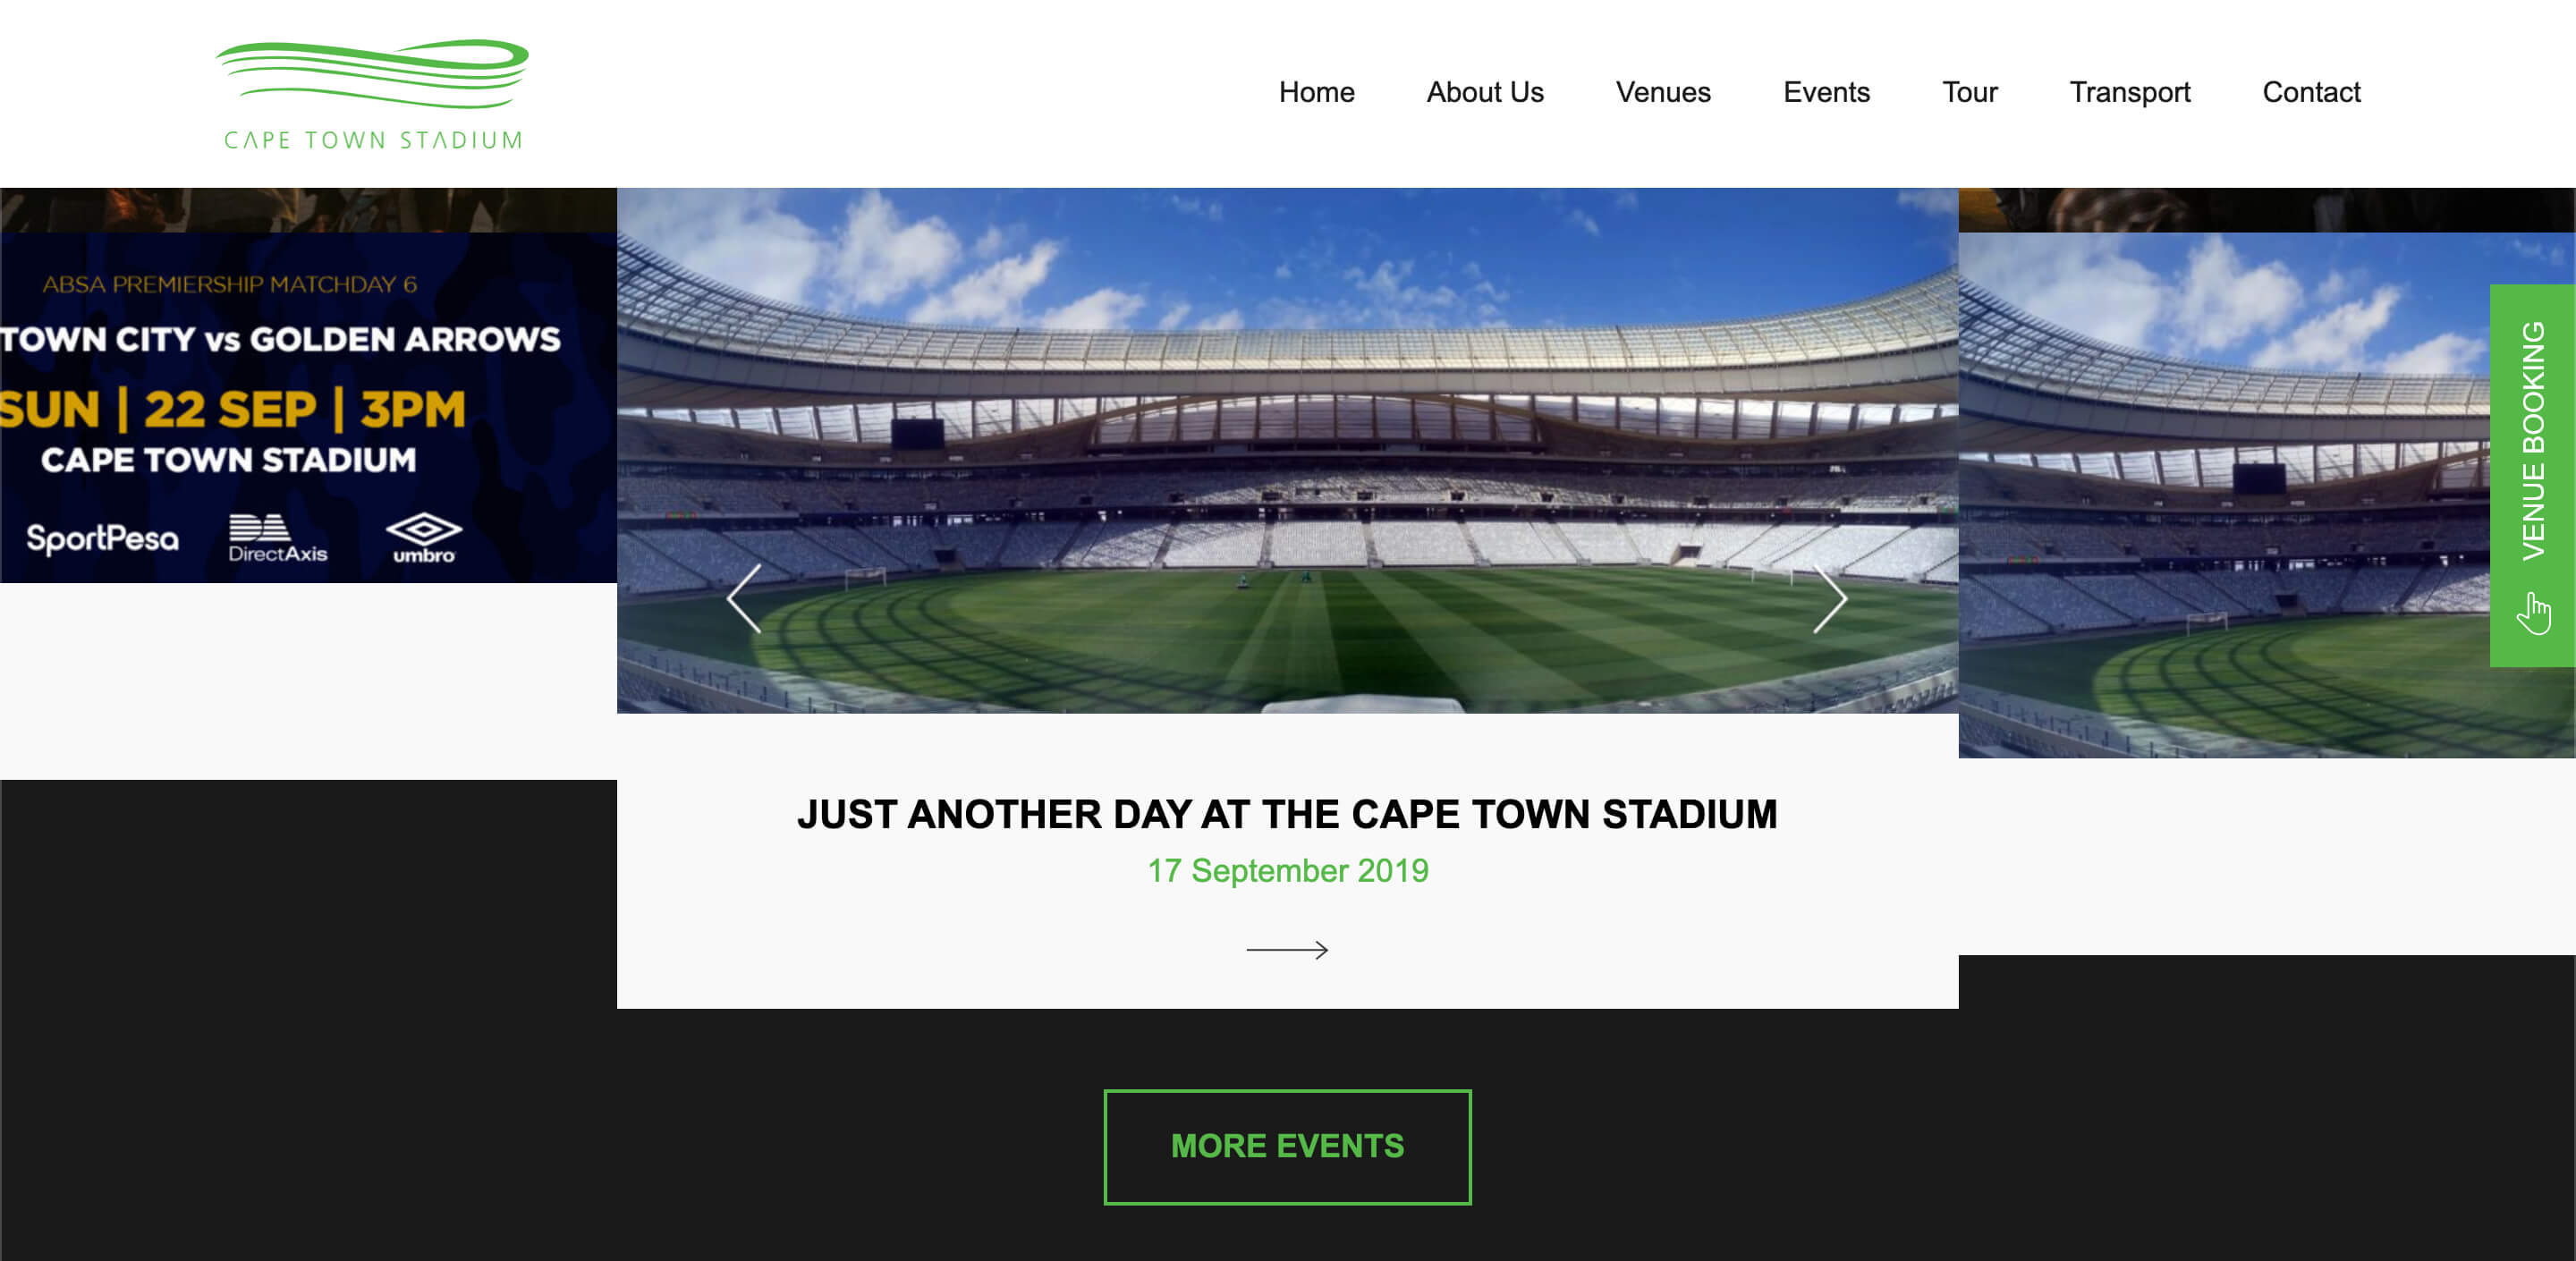 CAPE TOWN STADIUM
Home
About Us
Venues
Events
Tour
Transport
Contact
ABSA PREMIERSHIP MATCHDAY 6
TOWN CITY vs GOLDEN ARROWS
SUN | 22 SEP | 3PM
CAPE TOWN STADIUM
SportPesa
DirectAxis
umbro
VENUE BOOKING
JUST ANOTHER DAY AT THE CAPE TOWN STADIUM
17 September 2019
MORE EVENTS